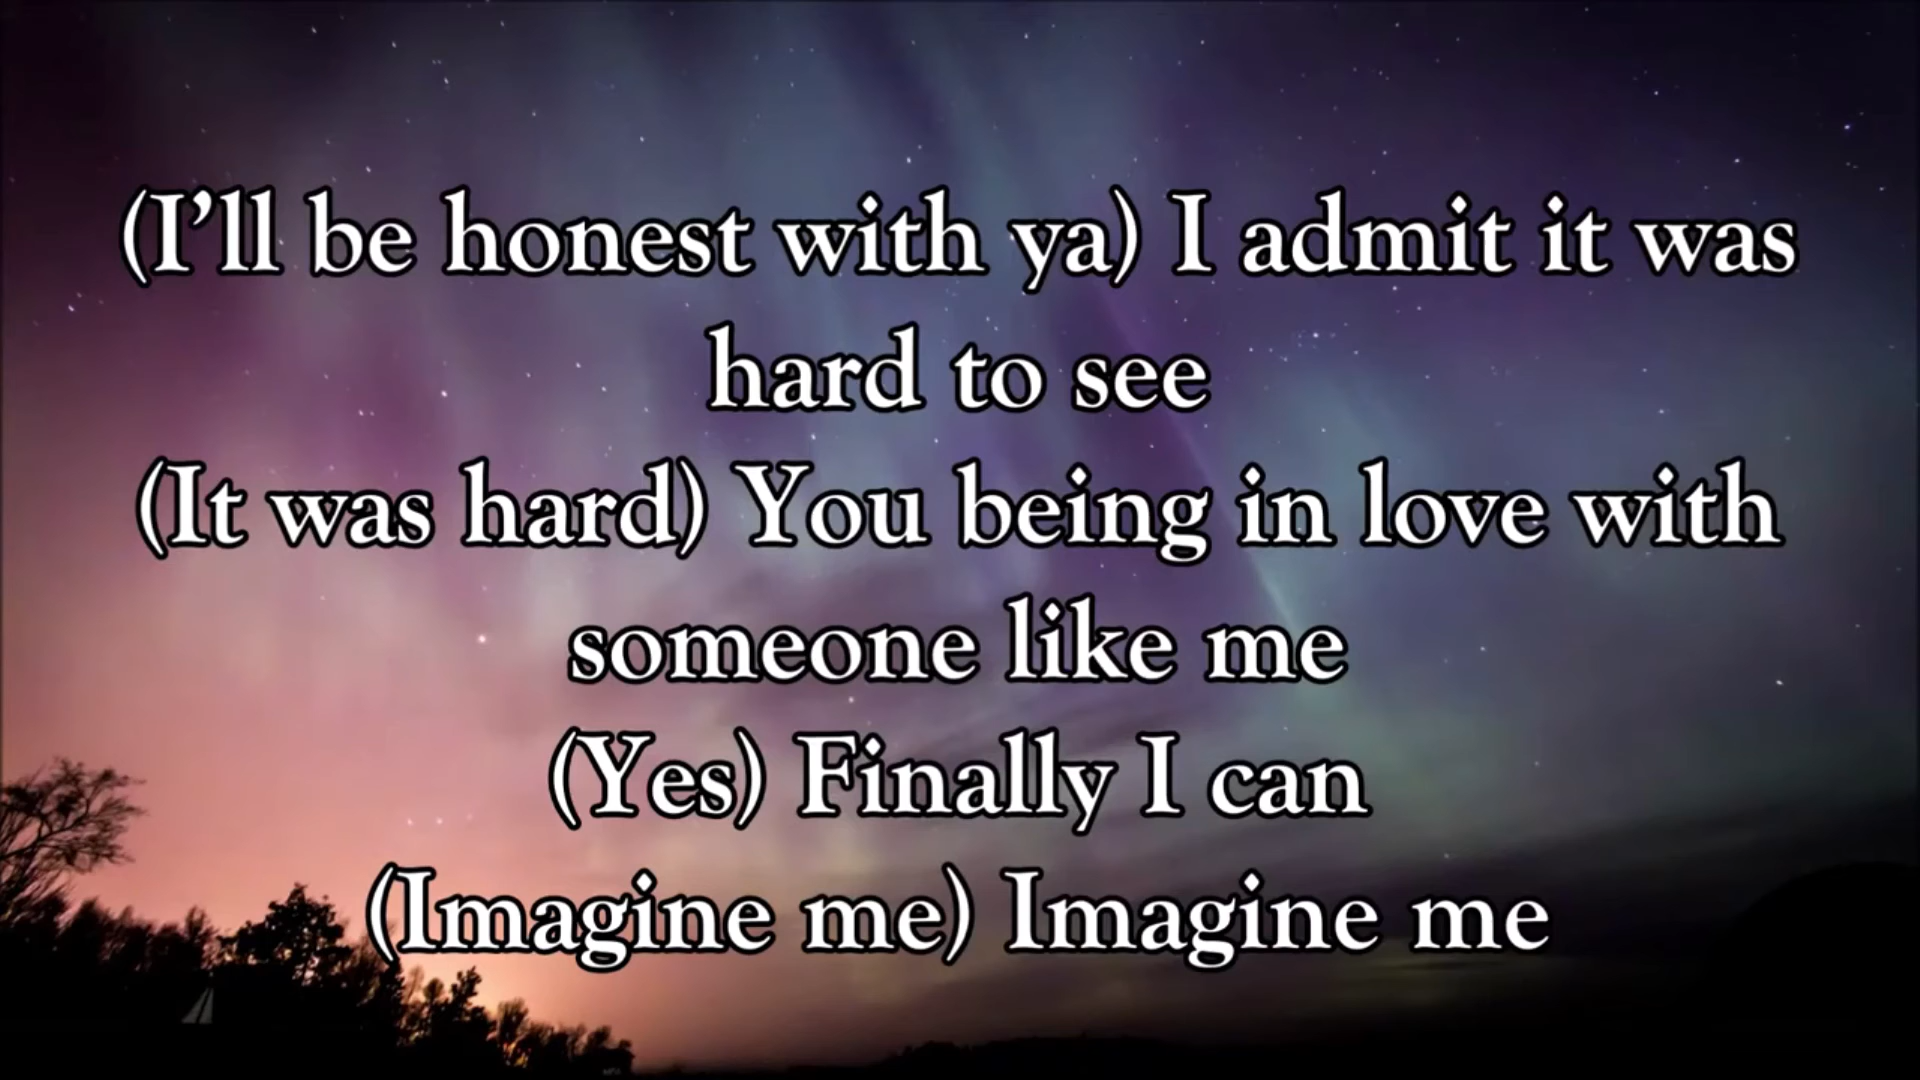 (I’ll be honest with ya) I admit it was
hard to see
(It was hard) You being in love with
someone like me
(Yes) Finally I can
(Imagine me) Imagine me